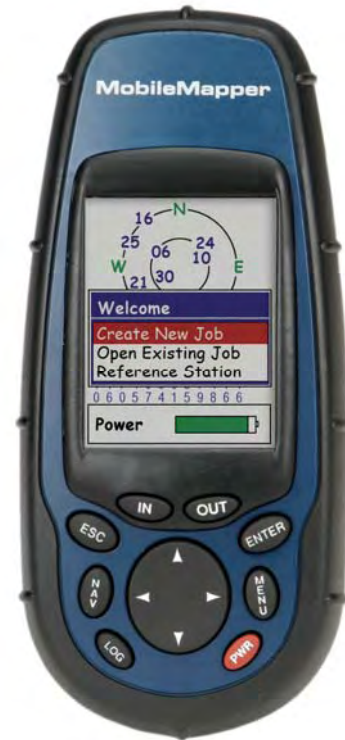 MobileMapper
N
16
25
24
06
10
W
E
21
30
Welcome
Create New Job
Open Existing Job
Reference Station
0 6 0 5 7 4 1 5 9 8 6 6
Power
IN
OUT
ESC
ENTER
NAV
MENU
LOG
PWR